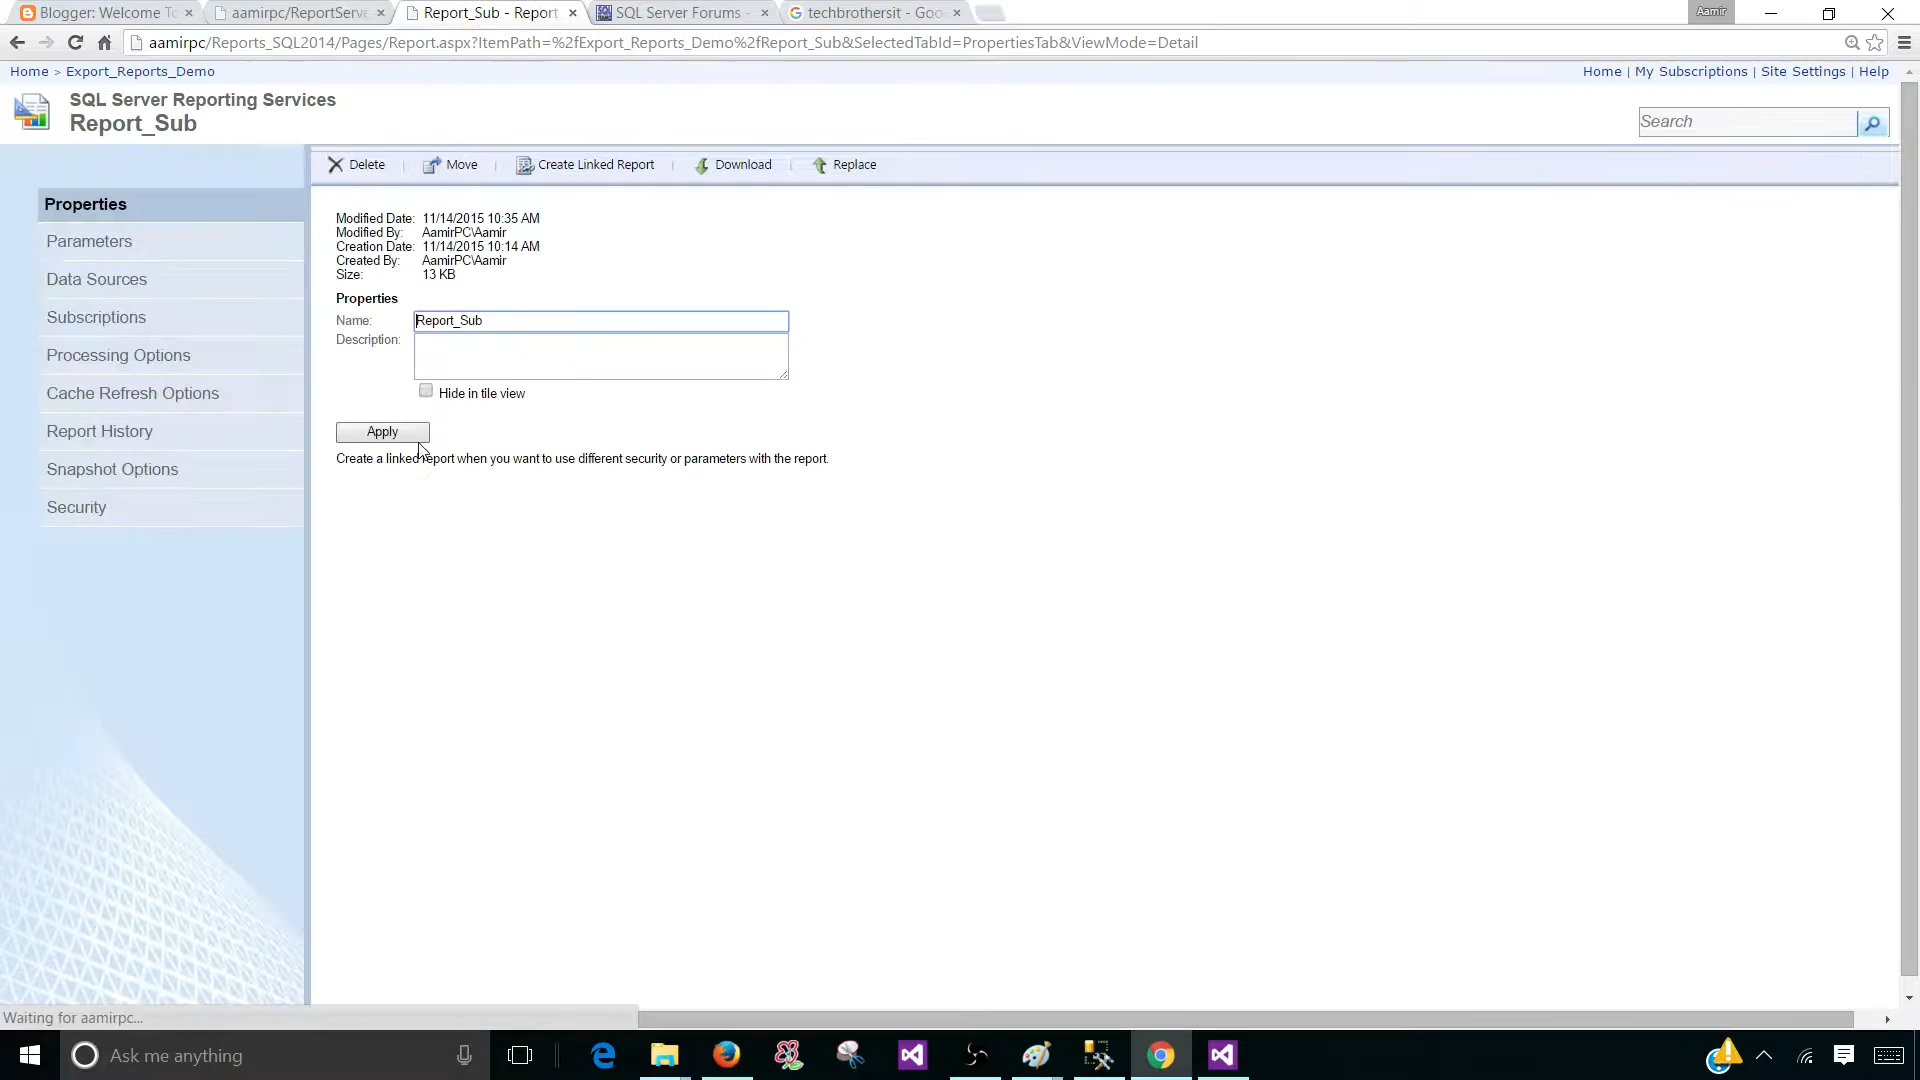 Blogger: Welcome To
aamirpc/ReportServe
Report_Sub - Report
SQL Server Forums -
techbrothersit - Goo
Aamir
aamirpc/Reports_SQL2014/Pages/Report.aspx?ItemPath=%2fExport_Reports_Demo%2fReport_Sub&SelectedTabId=PropertiesTab&ViewMode=Detail
Home > Export_Reports_Demo
Home | My Subscriptions | Site Settings | Help
SQL Server Reporting Services
Report_Sub
Search
Delete | Move | Create Linked Report | Download | Replace
Properties
Parameters
Data Sources
Subscriptions
Processing Options
Cache Refresh Options
Report History
Snapshot Options
Security
Modified Date: 11/14/2015 10:35 AM
Modified By: AamirPC\Aamir
Creation Date: 11/14/2015 10:14 AM
Created By: AamirPC\Aamir
Size: 13 KB
Properties
Name: Report_Sub
Description:
Hide in tile view
Apply
Create a linked report when you want to use different security or parameters with the report.
Waiting for aamirpc...
Ask me anything